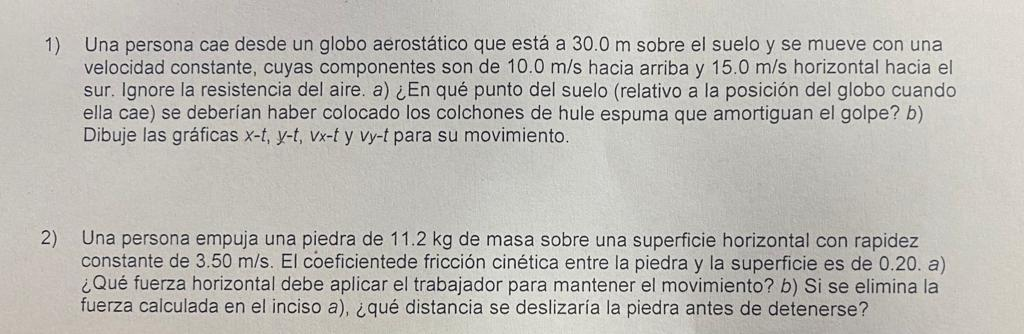 1) Una persona cae desde un globo aerostático que está a 30.0 m sobre el suelo y se mueve con una
velocidad constante, cuyas componentes son de 10.0 m/s hacia arriba y 15.0 m/s horizontal hacia el
sur. Ignore la resistencia del aire. a) ¿En qué punto del suelo (relativo a la posición del globo cuando
ella cae) se deberían haber colocado los colchones de hule espuma que amortiguan el golpe? b)
Dibuje las gráficas x-t, y-t, vx-t y vy-t para su movimiento.
2) Una persona empuja una piedra de 11.2 kg de masa sobre una superficie horizontal con rapidez
constante de 3.50 m/s. El coeficientede fricción cinética entre la piedra y la superficie es de 0.20. a)
¿Qué fuerza horizontal debe aplicar el trabajador para mantener el movimiento? b) Si se elimina la
fuerza calculada en el inciso a), ¿qué distancia se deslizaría la piedra antes de detenerse?